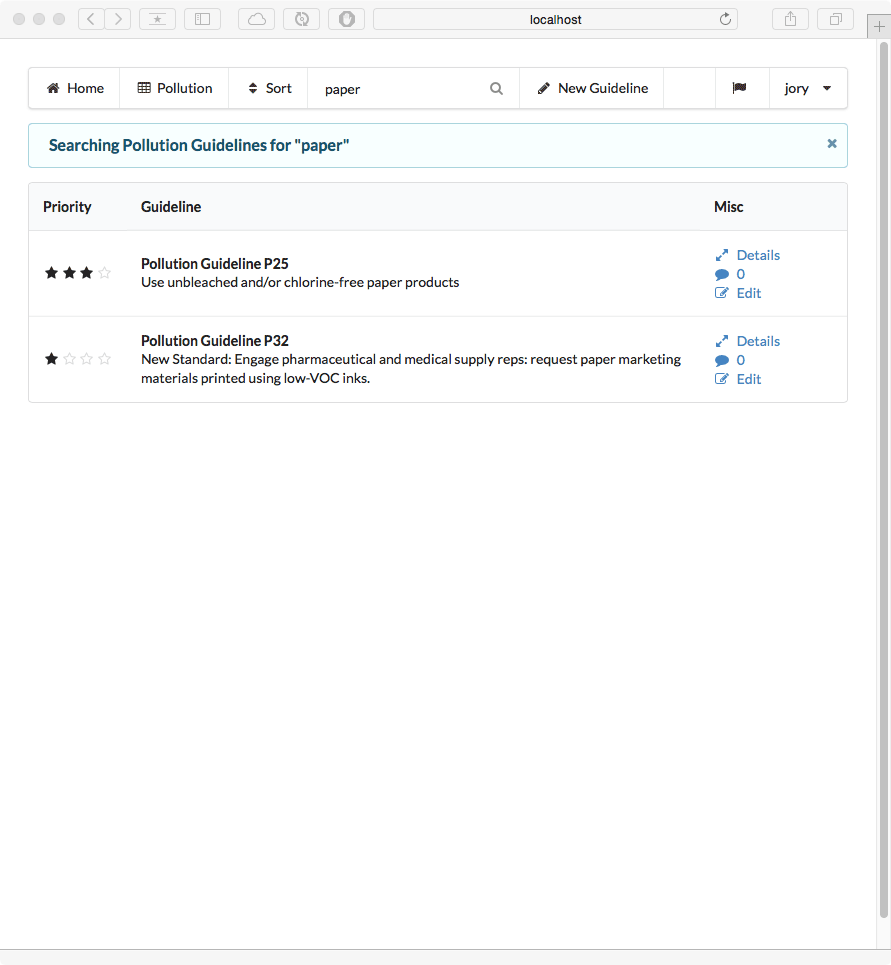 localhost
Home Pollution Sort paper New Guideline jory
Searching Pollution Guidelines for "paper"
Priority Guideline Misc
Pollution Guideline P25
Use unbleached and/or chlorine-free paper products
Details
0
Edit
Pollution Guideline P32
New Standard: Engage pharmaceutical and medical supply reps: request paper marketing
materials printed using low-VOC inks.
Details
0
Edit